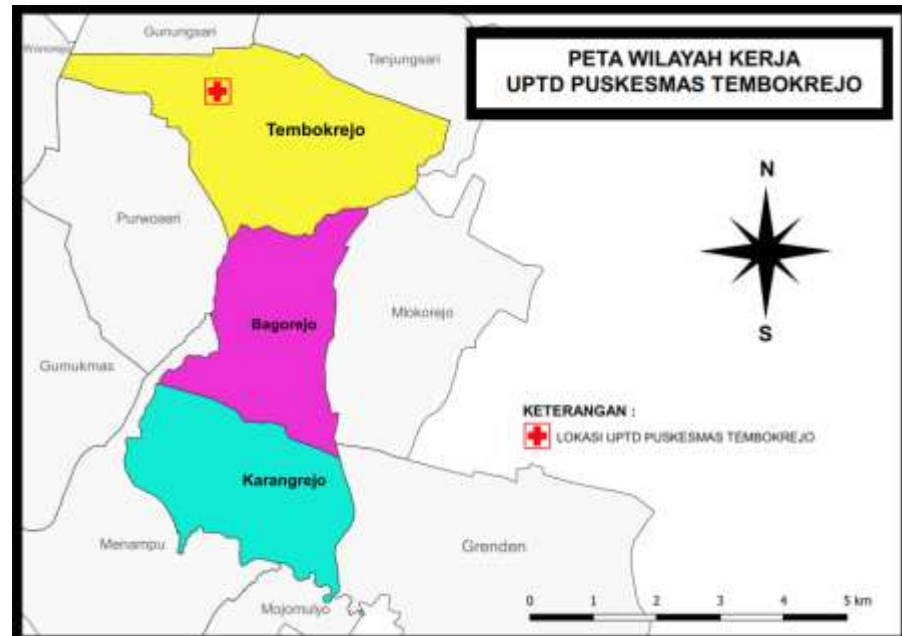 PETA WILAYAH KERJA
UPTD PUSKESMAS TEMBOKREJO
Gunungsari
Wonorejo
Tanjungsari
Tembokrejo
N
Purwoasri
Bagorejo
Mlokorejo
S
Gumukmas
KETERANGAN :
LOKASI UPTD PUSKESMAS TEMBOKREJO
Karangrejo
Menampu
Grenden
Mojomulyo
0 1 2 3 4 5 km